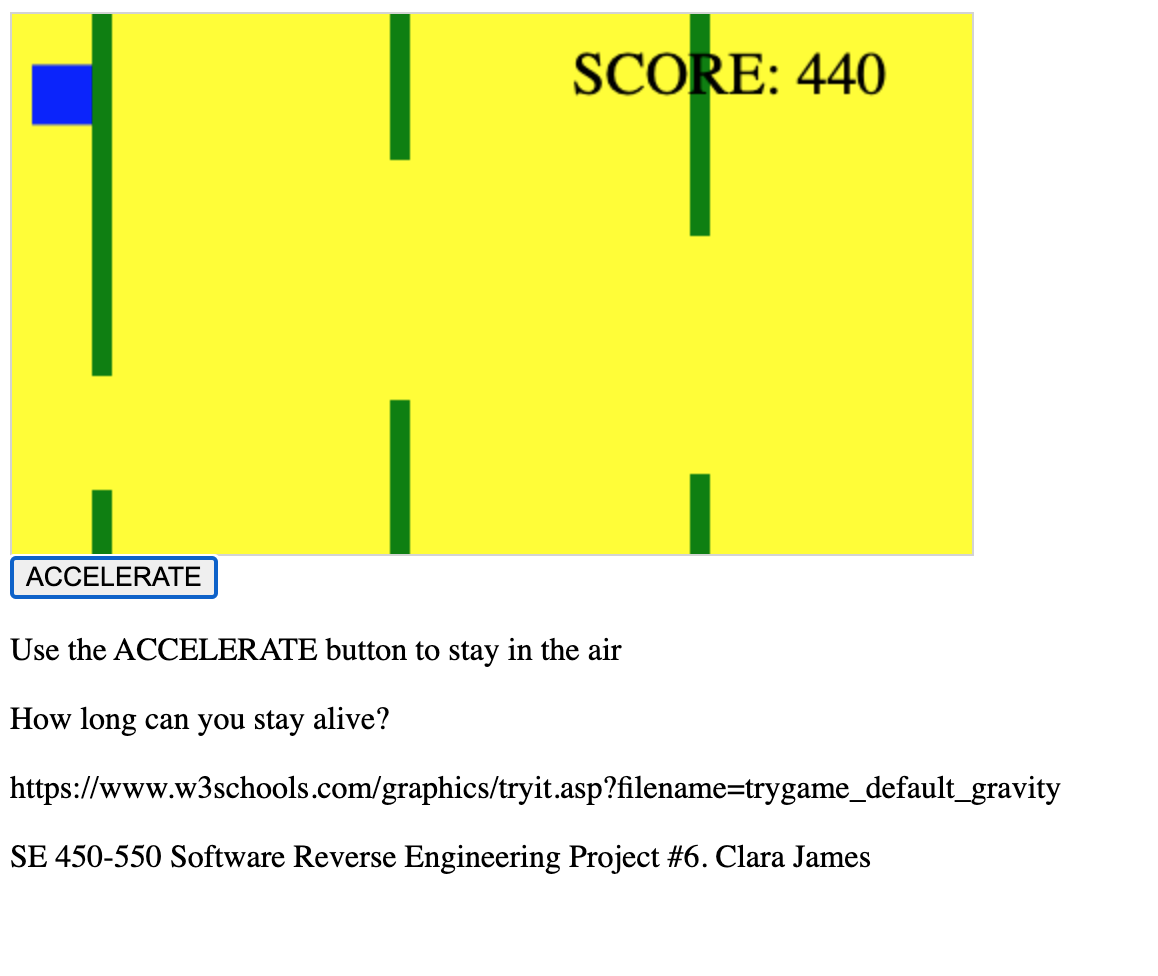 SCORE: 440
ACCELERATE
Use the ACCELERATE button to stay in the air
How long can you stay alive?
https://www.w3schools.com/graphics/tryit.asp?filename=trygame_default_gravity
SE 450-550 Software Reverse Engineering Project #6. Clara James